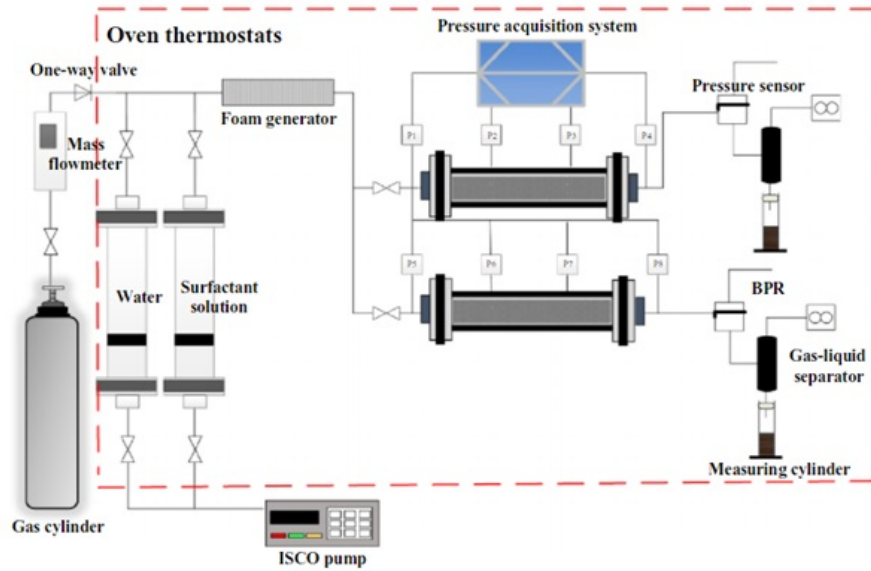 Oven thermostats
Pressure acquisition system
One-way valve
Pressure sensor
Foam generator
Mass
flowmeter
P1
P2
P3
P4
Water
Surfactant
solution
P5
P6
P7
P8
BPR
Gas-liquid
separator
Measuring cylinder
Gas cylinder
ISCO pump